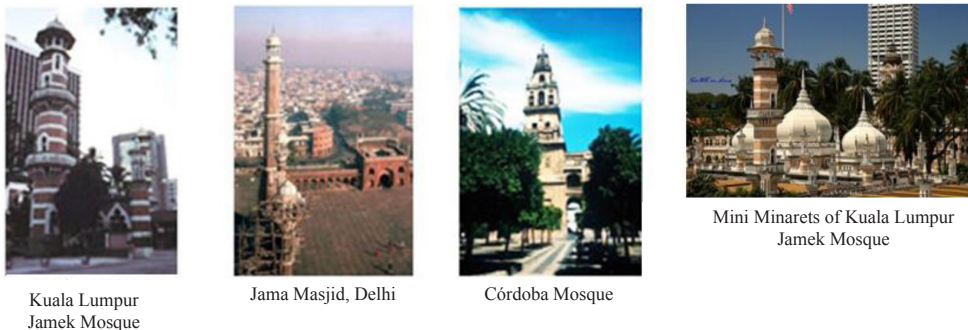 Kuala Lumpur
Jamek Mosque
Jama Masjid, Delhi
Córdoba Mosque
Mini Minarets of Kuala Lumpur
Jamek Mosque